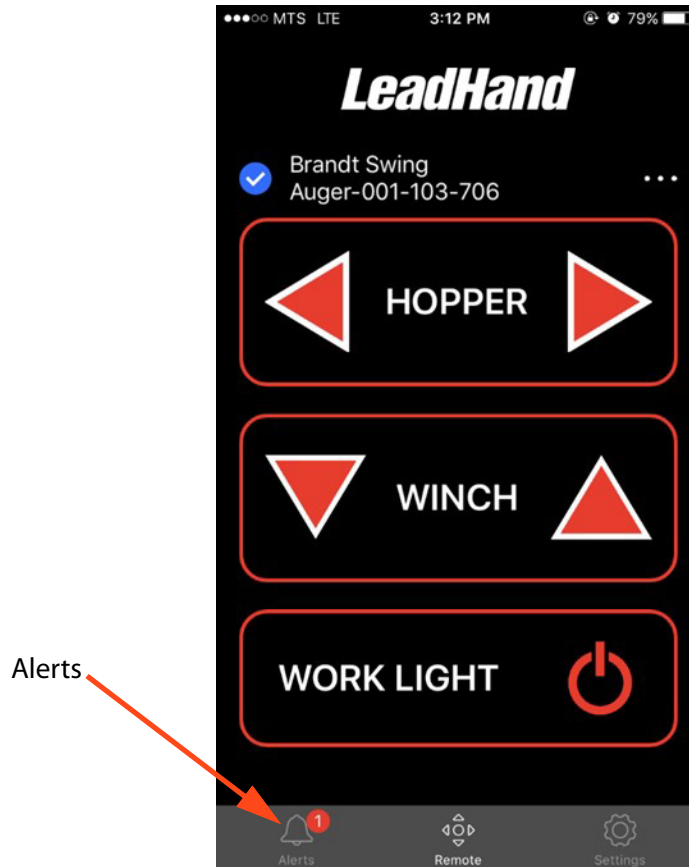 MTS LTE 3:12 PM 79%
LeadHand
Brandt Swing
Auger-001-103-706
HOPPER
WINCH
WORK LIGHT
Alerts
1
Alerts Remote Settings